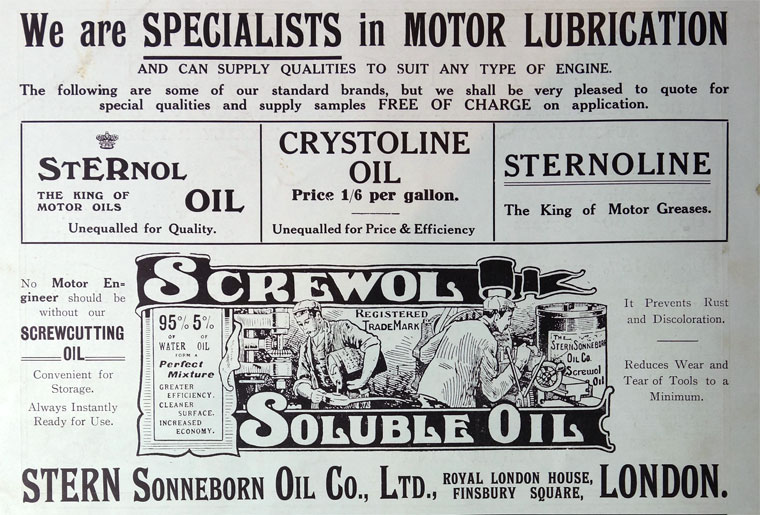 We are SPECIALISTS in MOTOR LUBRICATION
AND CAN SUPPLY QUALITIES TO SUIT ANY TYPE OF ENGINE.
The following are some of our standard brands, but we shall be very pleased to quote for
special qualities and supply samples FREE OF CHARGE on application.
STERNOL
THE KING OF
MOTOR OILS
OIL
Unequalled for Quality.
CRYSTOLINE
OIL
Price 1/6 per gallon.
Unequalled for Price & Efficiency
STERNOLINE
The King of Motor Greases.
No Motor En=
gineer should be
without our
SCREWCUTTING
OIL
Convenient for
Storage.
Always Instantly
Ready for Use.
SCREWOL
REGISTERED
TRADE MARK
95% 5%
OF OF
WATER OIL
FORM A
Perfect
Mixture
GREATER
EFFICIENCY.
CLEANER
SURFACE.
INCREASED
ECONOMY.
THE
STERN SONNEBORN
OIL CO.
Screwol
Oil
SOLUBLE OIL
It Prevents Rust
and Discoloration.
Reduces Wear and
Tear of Tools to a
Minimum.
STERN SONNEBORN OIL CO., LTD., ROYAL LONDON HOUSE,
FINSBURY SQUARE, LONDON.